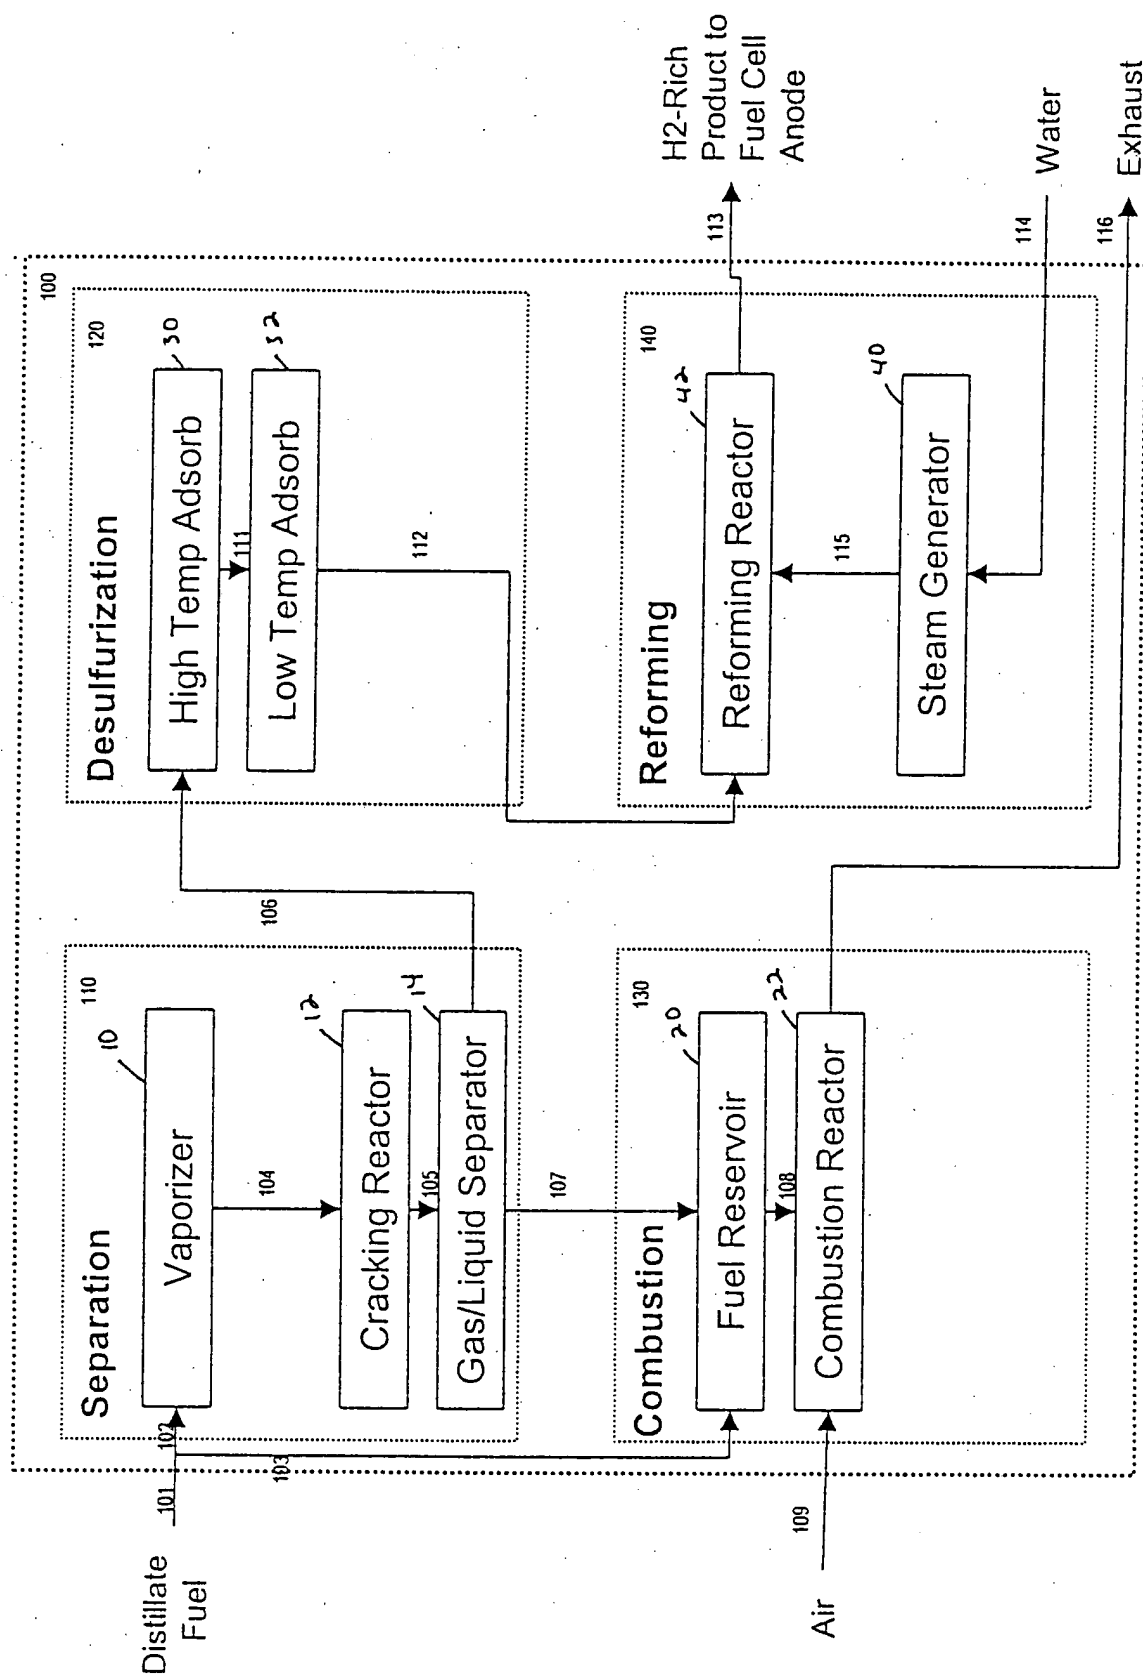 100
Separation
110
10
Vaporizer
104
12
Cracking Reactor
105
14
Gas/Liquid Separator
106
107
Distillate
Fuel
101
102
103
Desulfurization
120
30
High Temp Adsorb
111
32
Low Temp Adsorb
112
Combustion
130
20
Fuel Reservoir
108
22
Combustion Reactor
Air
109
Reforming
140
42
Reforming Reactor
115
40
Steam Generator
113
H2-Rich
Product to
Fuel Cell
Anode
114
Water
116
Exhaust